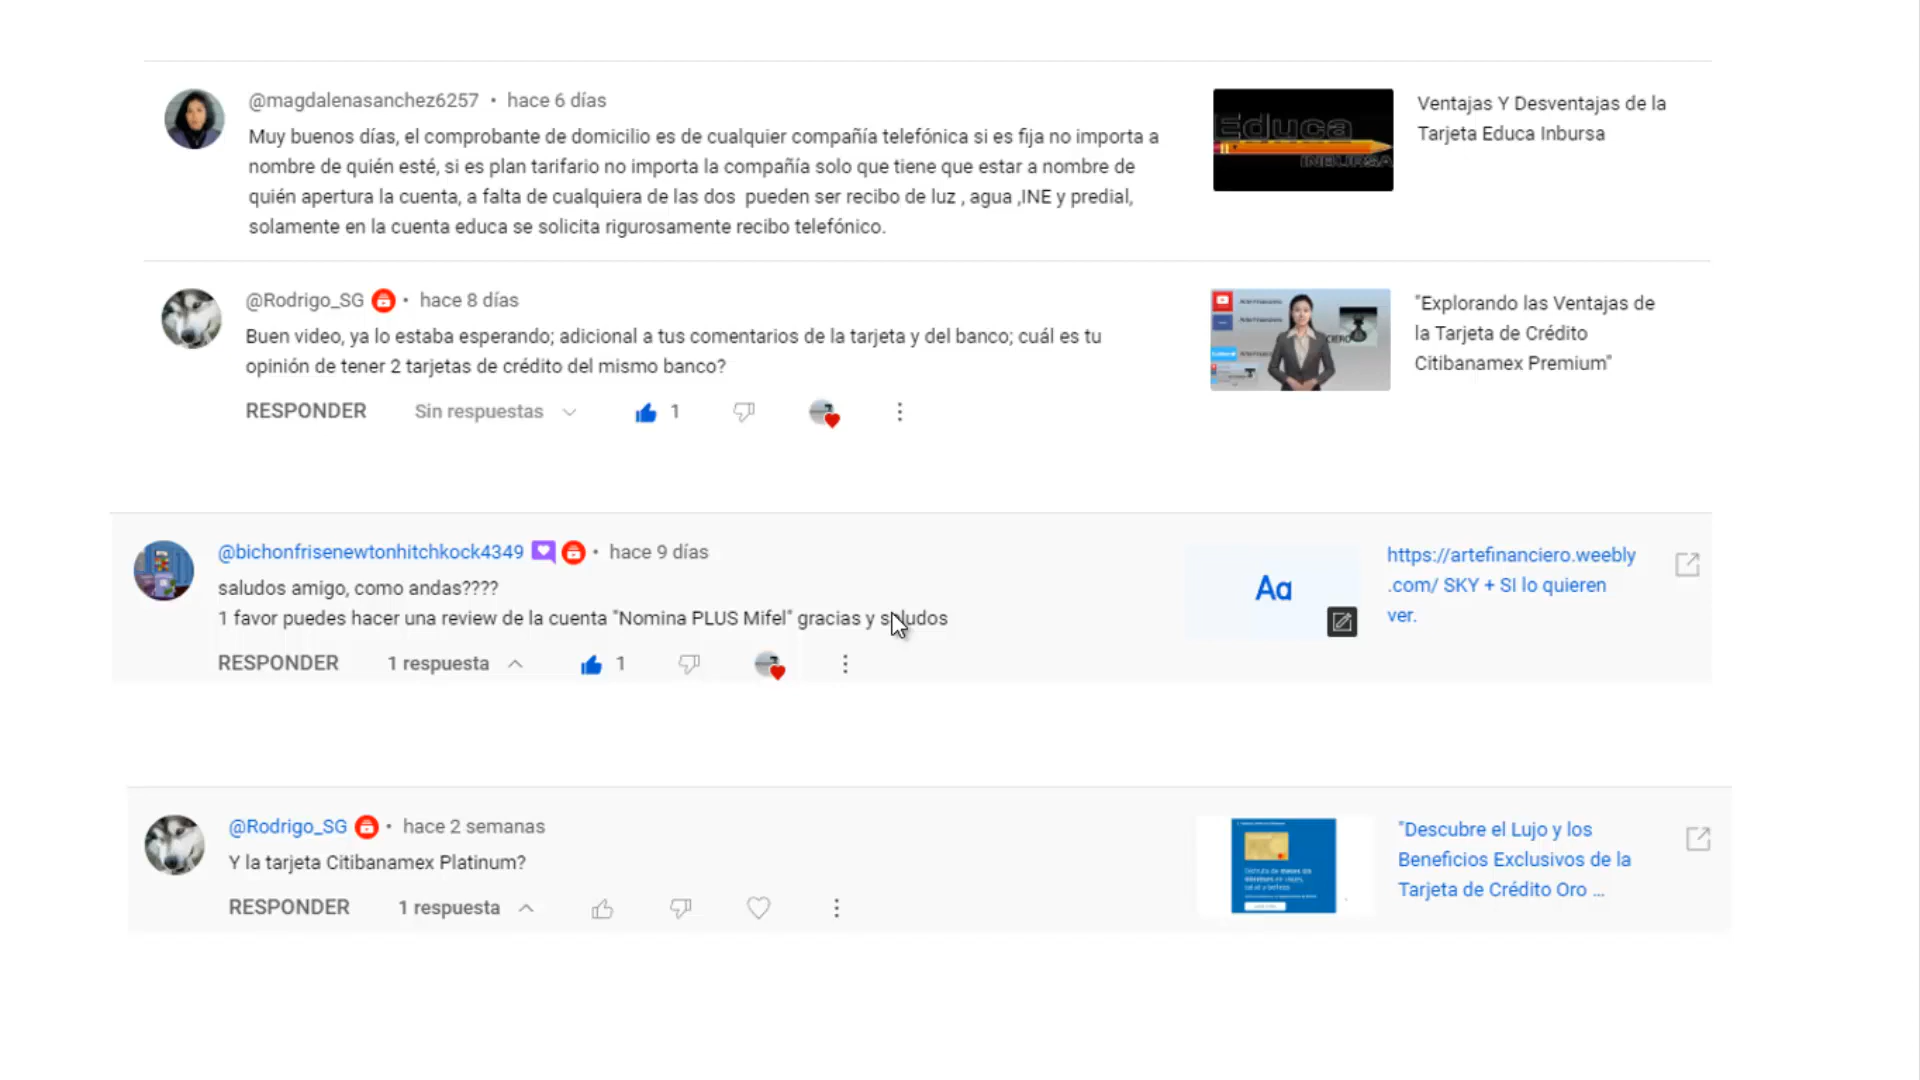 @magdalenasanchez6257 • hace 6 días
Muy buenos días, el comprobante de domicilio es de cualquier compañía telefónica si es fija no importa a
nombre de quién esté, si es plan tarifario no importa la compañía solo que tiene que estar a nombre de
quién apertura la cuenta, a falta de cualquiera de las dos pueden ser recibo de luz , agua ,INE y predial,
solamente en la cuenta educa se solicita rigurosamente recibo telefónico.
Educa
INBURSA
Ventajas Y Desventajas de la
Tarjeta Educa Inbursa
@Rodrigo_SG • hace 8 días
Buen video, ya lo estaba esperando; adicional a tus comentarios de la tarjeta y del banco; cuál es tu
opinión de tener 2 tarjetas de crédito del mismo banco?
RESPONDER Sin respuestas 1
"Explorando las Ventajas de
la Tarjeta de Crédito
Citibanamex Premium"
@bichonfrisenewtonhitchkock4349 • hace 9 días
saludos amigo, como andas????
1 favor puedes hacer una review de la cuenta "Nomina PLUS Mifel" gracias y saludos
RESPONDER 1 respuesta 1
Aa
https://artefinanciero.weebly
.com/ SKY + SI lo quieren
ver.
@Rodrigo_SG • hace 2 semanas
Y la tarjeta Citibanamex Platinum?
RESPONDER 1 respuesta
"Descubre el Lujo y los
Beneficios Exclusivos de la
Tarjeta de Crédito Oro ...